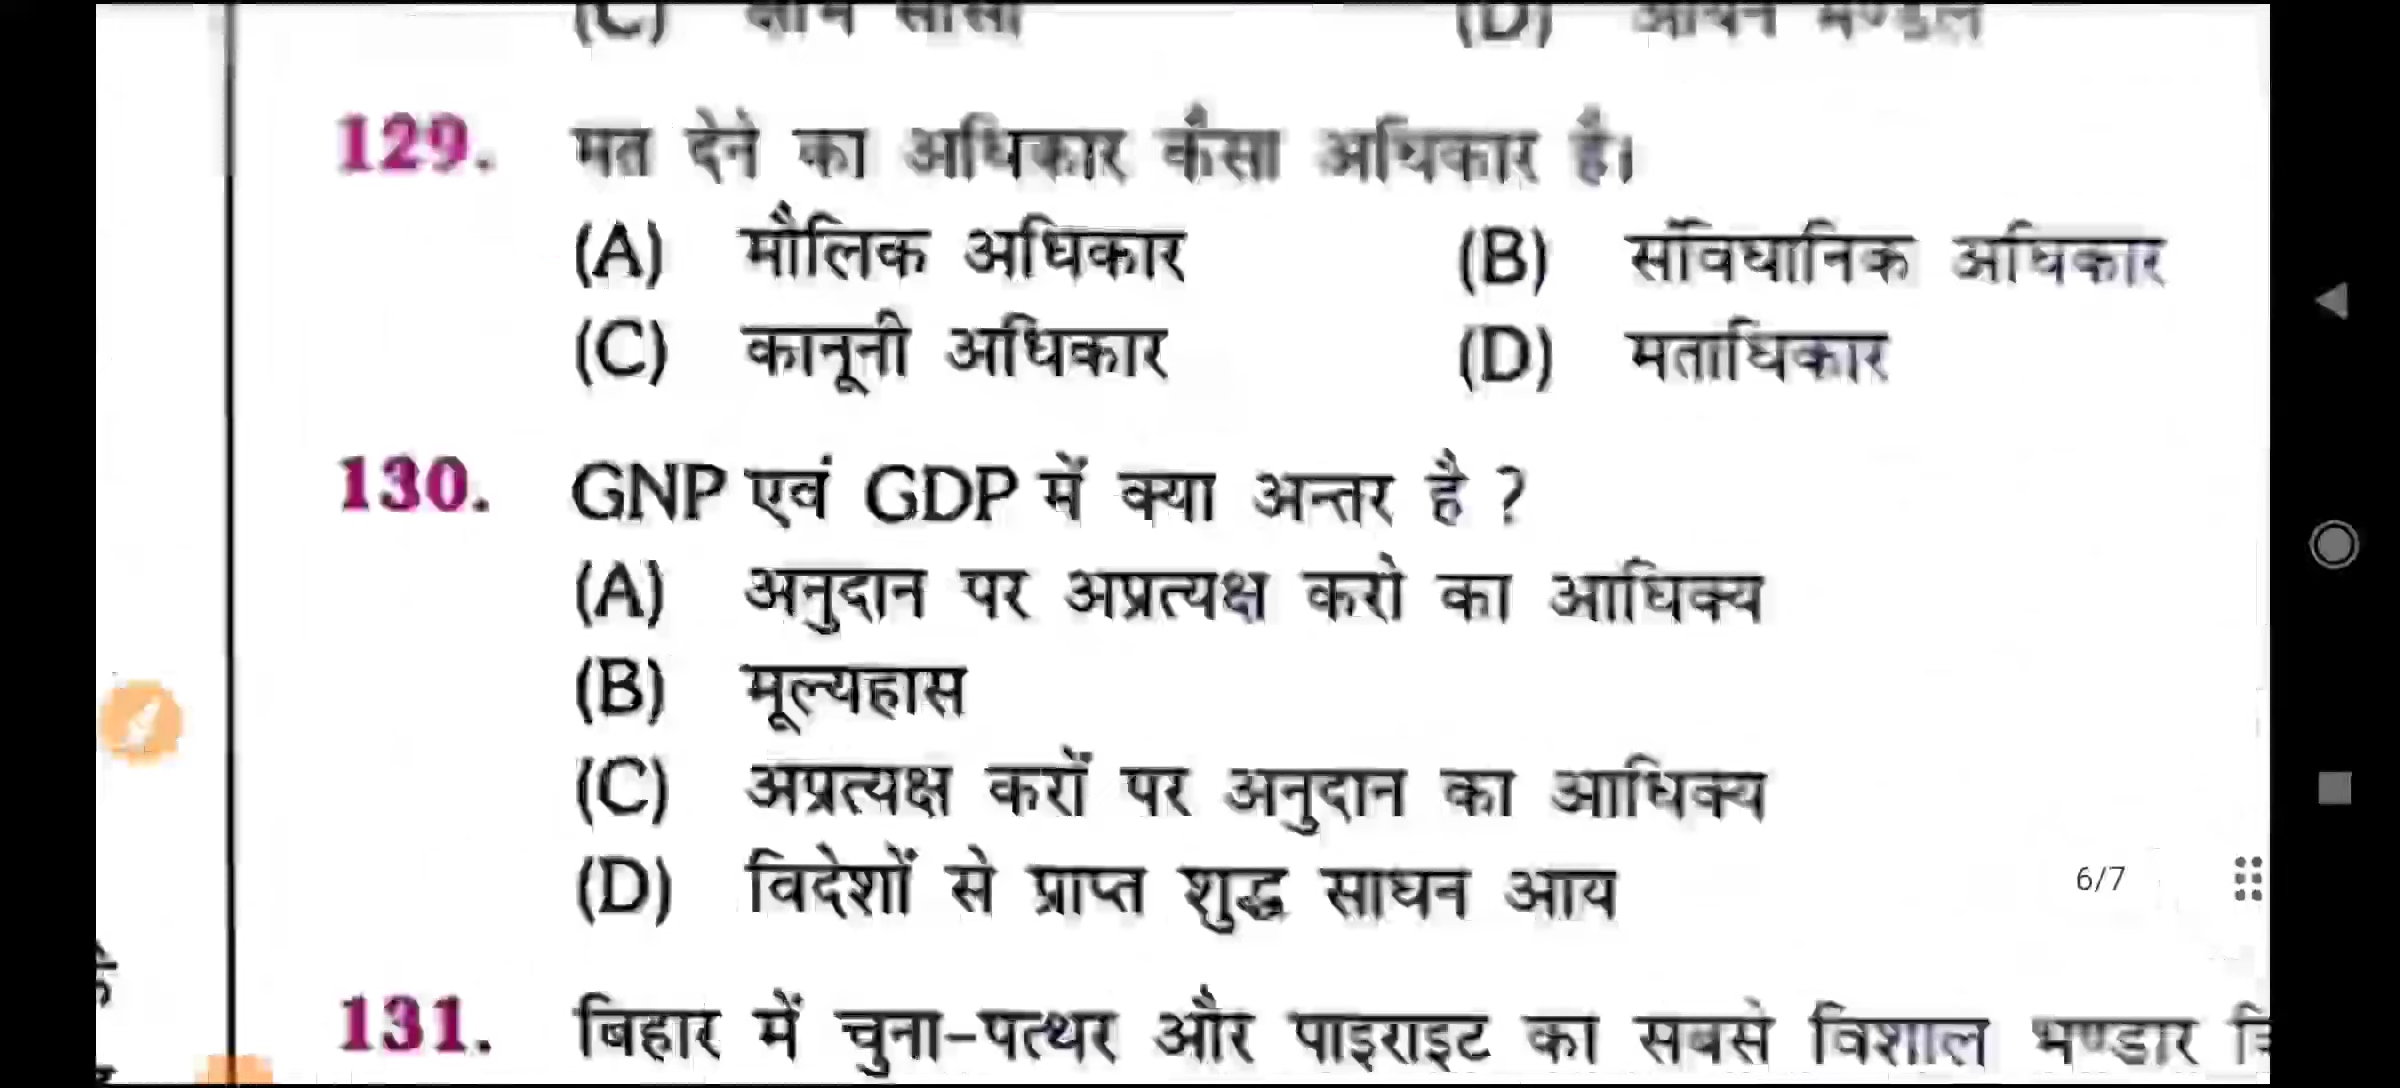 (C)
(D)
129. मत देने का अधिकार कैसा अधिकार है।
(A) मौलिक अधिकार (B) संविधानिक अधिकार
(C) कानूनी अधिकार (D) मताधिकार
130. GNP एवं GDP में क्या अन्तर है ?
(A) अनुदान पर अप्रत्यक्ष करो का आधिक्य
(B) मूल्यहास
(C) अप्रत्यक्ष करों पर अनुदान का आधिक्य
(D) विदेशों से प्राप्त शुद्ध साधन आय
6/7
131. बिहार में चुना-पत्थर और पाइराइट का सबसे विशाल भण्डार